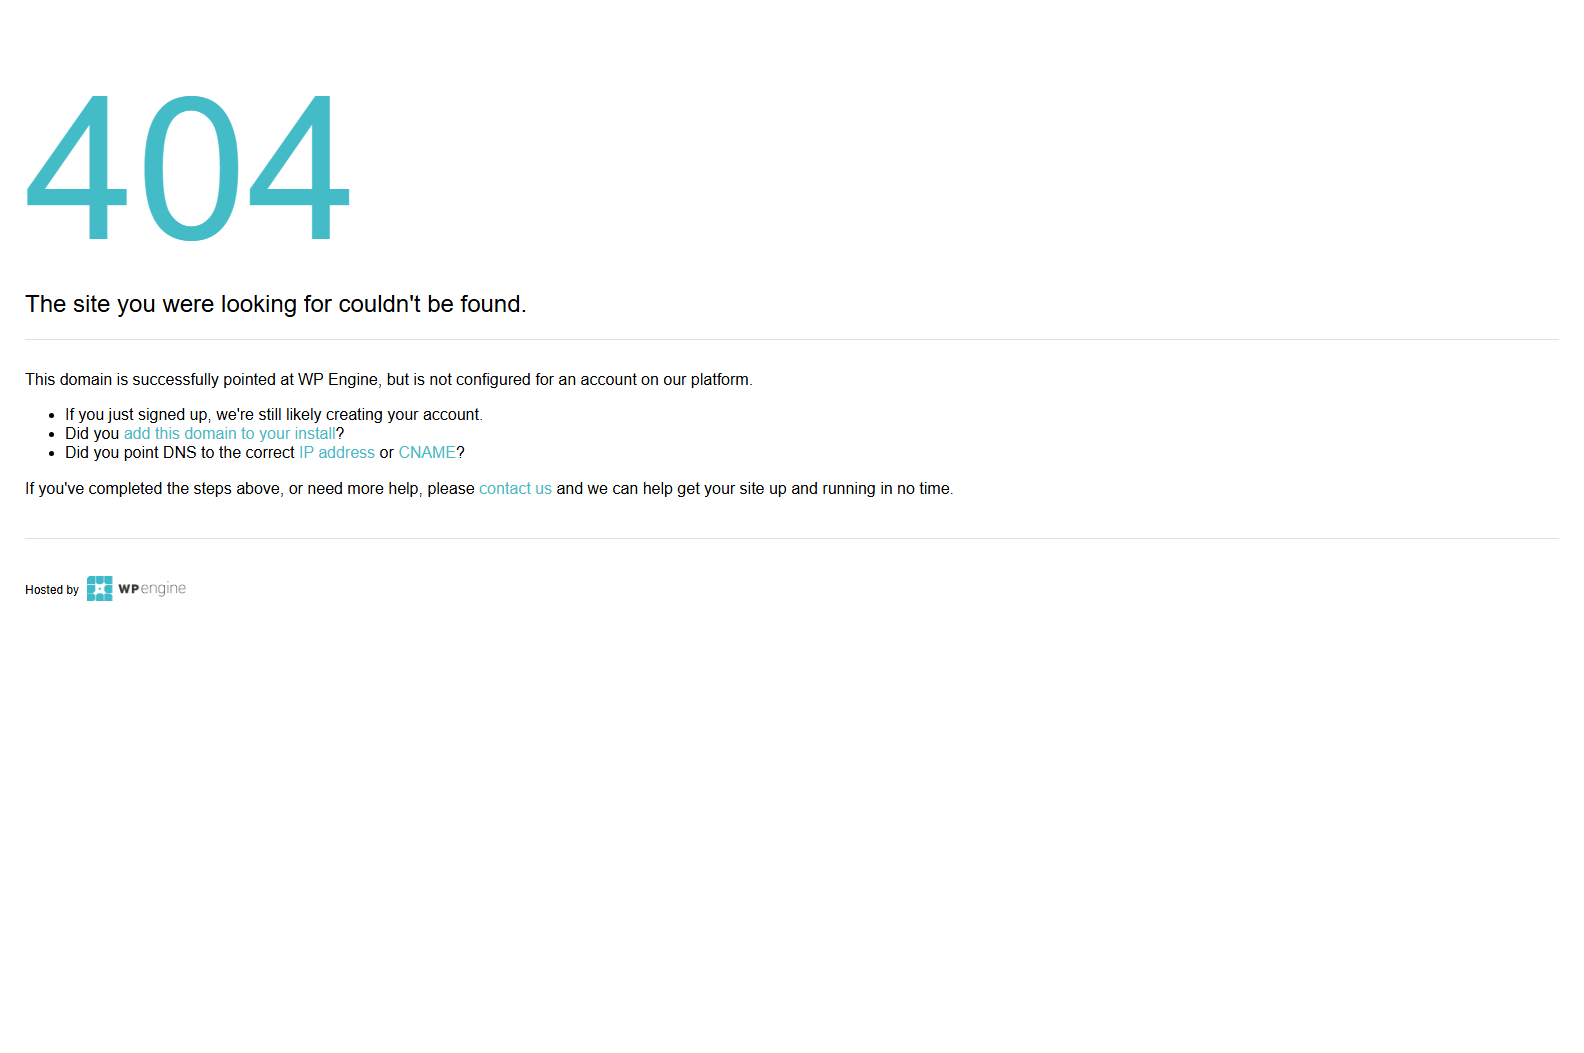 404
The site you were looking for couldn't be found.
This domain is successfully pointed at WP Engine, but is not configured for an account on our platform.
If you just signed up, we're still likely creating your account.
Did you add this domain to your install?
Did you point DNS to the correct IP address or CNAME?
If you've completed the steps above, or need more help, please contact us and we can help get your site up and running in no time.
Hosted by WPengine